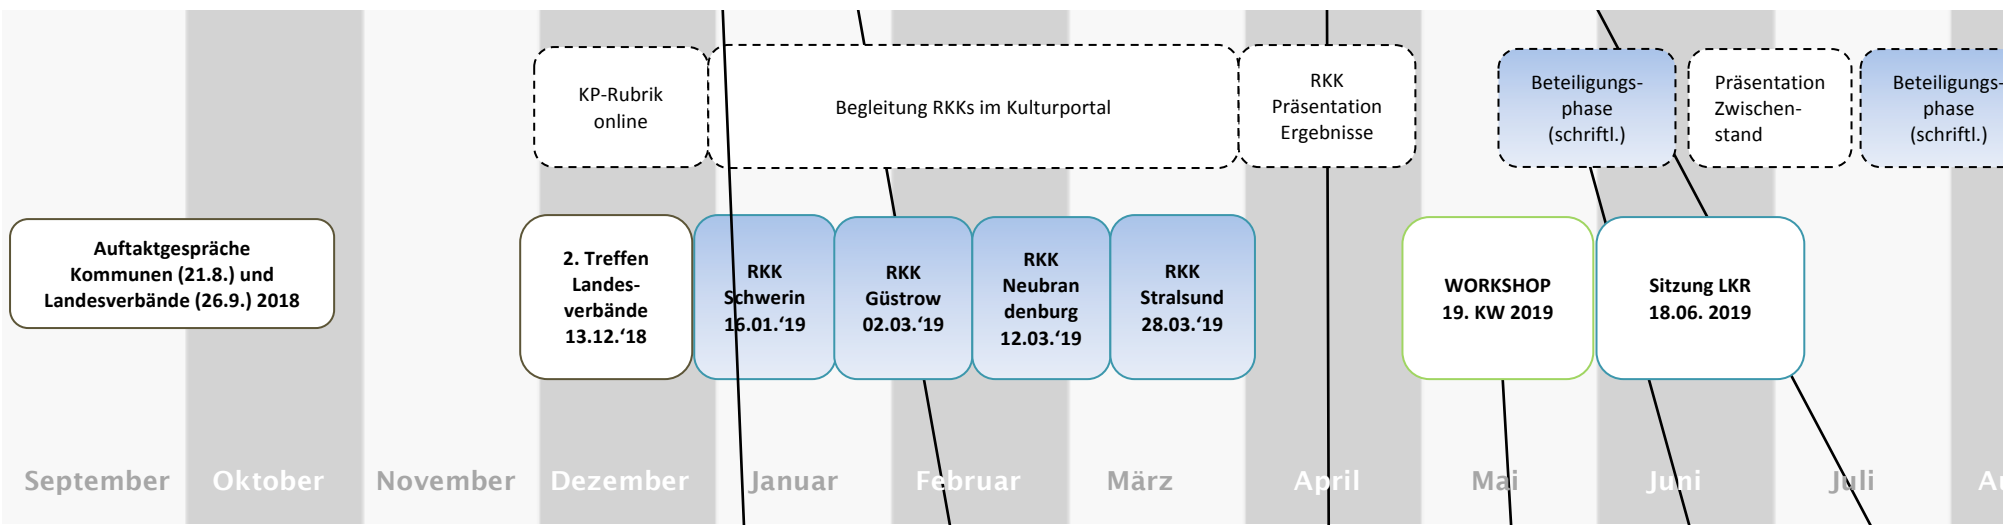 KP-Rubrik
online
Begleitung RKKs im Kulturportal
RKK
Präsentation
Ergebnisse
Beteiligungs-
phase
(schriftl.)
Präsentation
Zwischen-
stand
Beteiligungs-
phase
(schriftl.)
Auftaktgespräche
Kommunen (21.8.) und
Landesverbände (26.9.) 2018
2. Treffen
Landes-
verbände
13.12.‘18
RKK
Schwerin
16.01.‘19
RKK
Güstrow
02.03.‘19
RKK
Neubran
denburg
12.03.‘19
RKK
Stralsund
28.03.‘19
WORKSHOP
19. KW 2019
Sitzung LKR
18.06. 2019
September Oktober November Dezember Januar Februar März April Mai Juni Juli